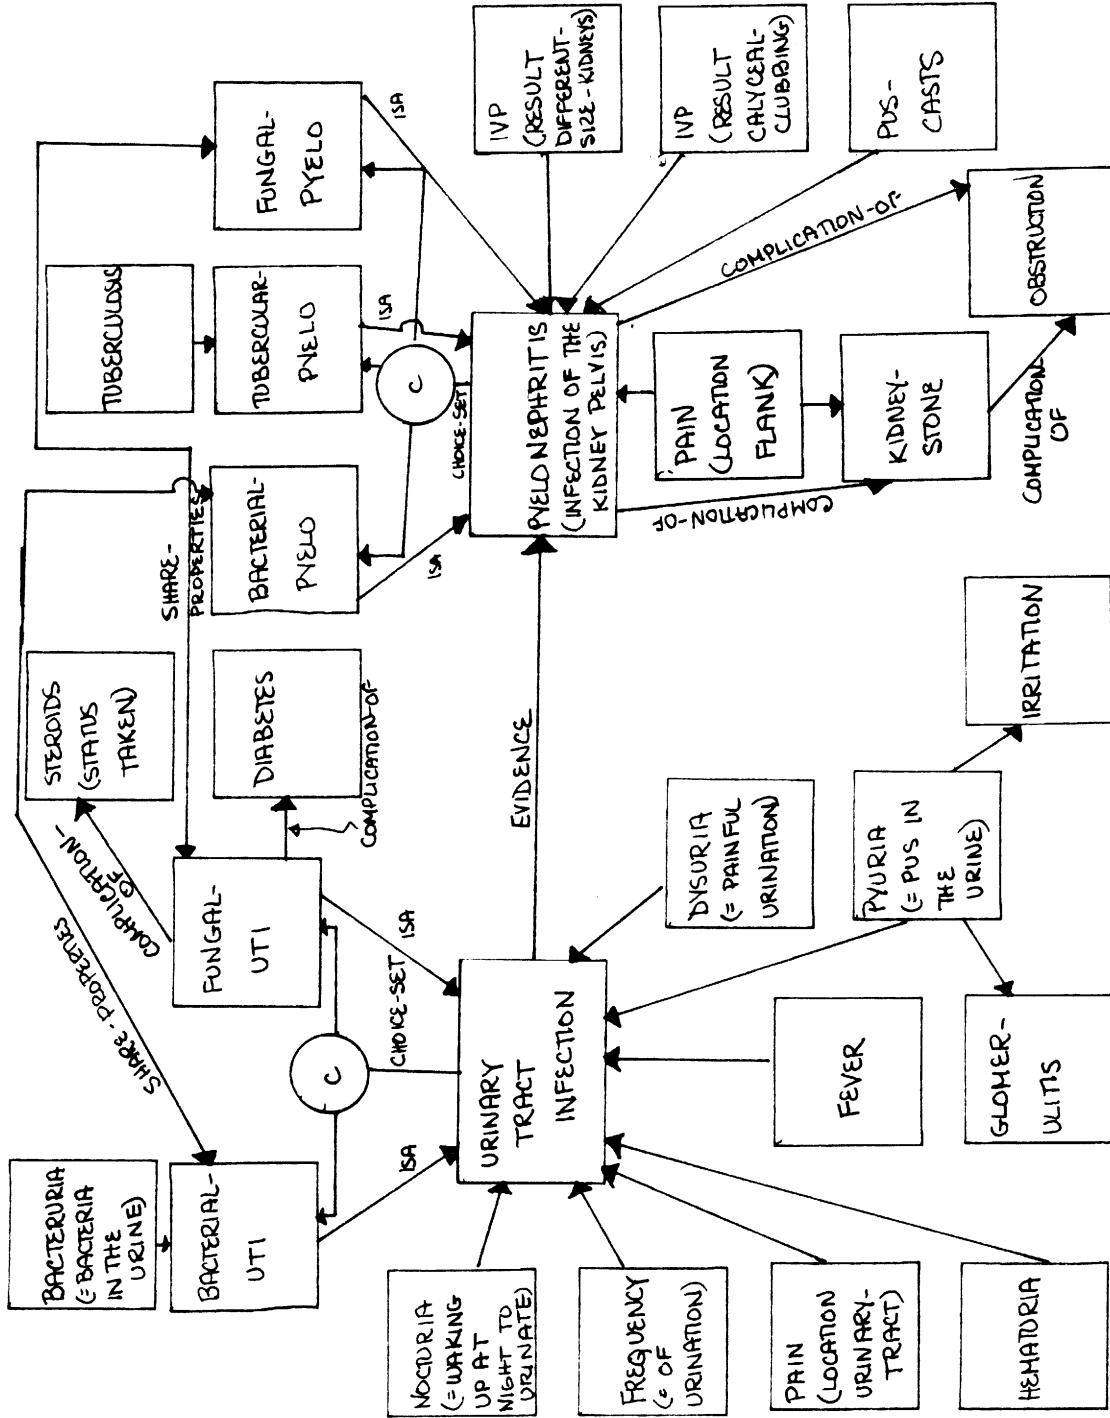 BACTERURIA
(= BACTERIA
IN THE
URINE)
BACTERIAL-
UTI
SHARE-PROPERTIES
COMPLICATION-
OF
STEROIDS
(STATUS
TAKEN)
FUNGAL-
UTI
DIABETES
COMPLICATION-OF
SHARE-
PROPERTIES
BACTERIAL-
PYELO
TUBERCULOSIS
TUBERCULAR-
PYELO
FUNGAL-
PYELO
C
ISA
ISA
CHOICE-SET
C
ISA
ISA
ISA
CHOICE-SET
NOCTURIA
(= WAKING
UP AT
NIGHT TO
URINATE)
URINARY
TRACT
INFECTION
EVIDENCE
PYELONEPHRITIS
(INFECTION OF THE
KIDNEY PELVIS)
IVP
(RESULT
DIFFERENT-
SIZE-KIDNEYS)
FREQUENCY
(= OF
URINATION)
DYSURIA
(= PAINFUL
URINATION)
COMPLICATION-OF
PAIN
(LOCATION
FLANK)
COMPLICATION-OF
IVP
(RESULT
CALYCEAL-
CLUBBING)
PAIN
(LOCATION
URINARY-
TRACT)
FEVER
PYURIA
(= PUS IN
THE
URINE)
KIDNEY-
STONE
PUS-
CASTS
HEMATURIA
GLOMER-
ULITIS
IRRITATION
COMPLICATION-
OF
OBSTRUCTION